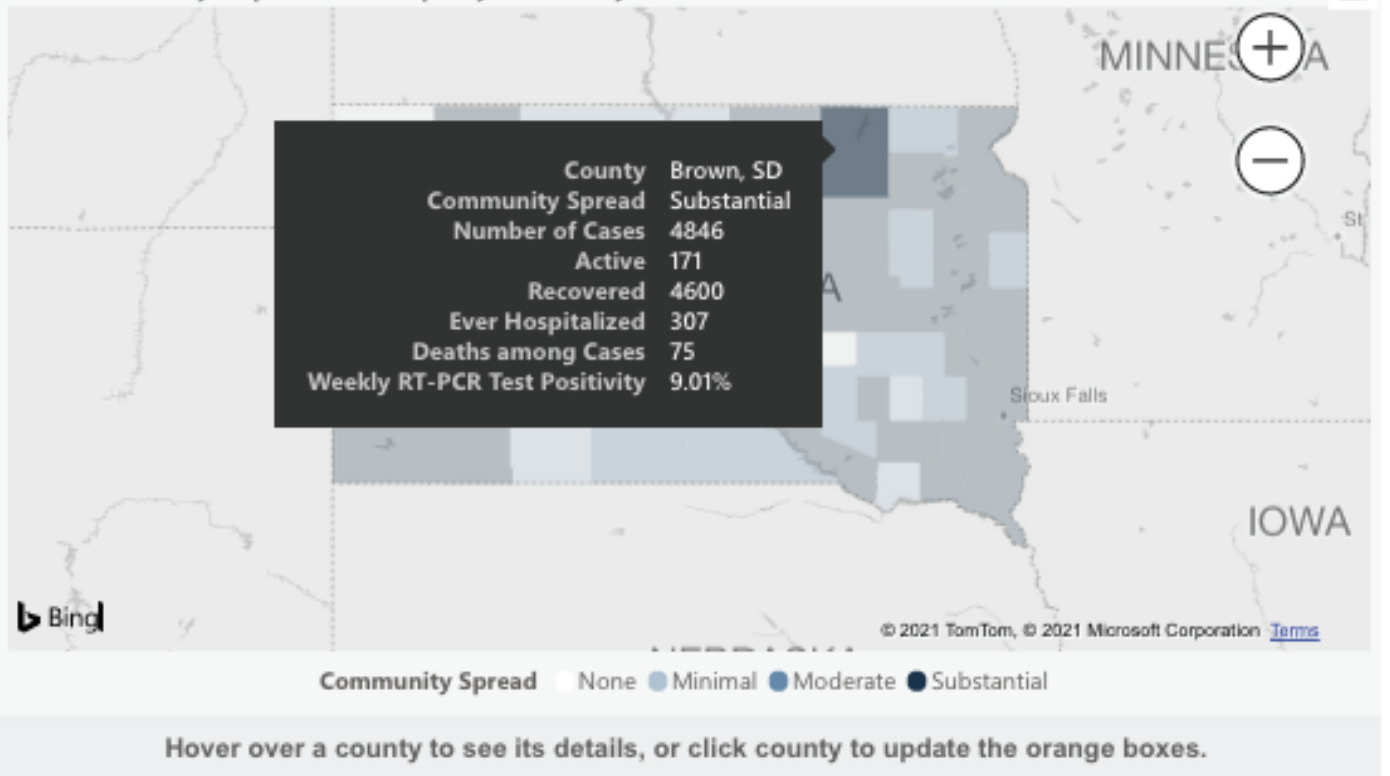 MINNES A
County Brown, SD
Community Spread Substantial
Number of Cases 4846
Active 171
Recovered 4600
Ever Hospitalized 307
Deaths among Cases 75
Weekly RT-PCR Test Positivity 9.01%
A
St
L
Sioux Falls
IOWA
Bing
© 2021 TomTom, © 2021 Microsoft Corporation Terms
Community Spread None Minimal Moderate Substantial
Hover over a county to see its details, or click county to update the orange boxes.